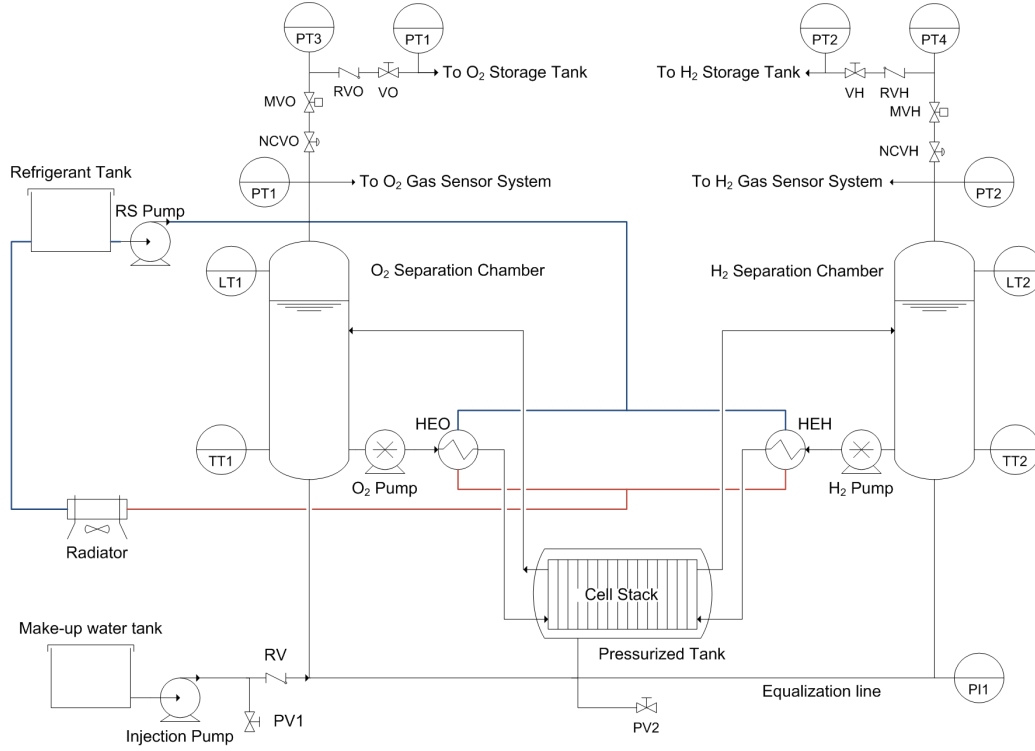 PT3
PT1
PT2
PT4
To O₂ Storage Tank
To H₂ Storage Tank
RVO
VO
VH
RVH
MVO
MVH
NCVO
NCVH
Refrigerant Tank
PT1
To O₂ Gas Sensor System
To H₂ Gas Sensor System
PT2
RS Pump
LT1
O₂ Separation Chamber
H₂ Separation Chamber
LT2
HEO
HEH
TT1
TT2
O₂ Pump
H₂ Pump
Radiator
Cell Stack
Make-up water tank
RV
Pressurized Tank
Equalization line
PI1
PV1
PV2
Injection Pump